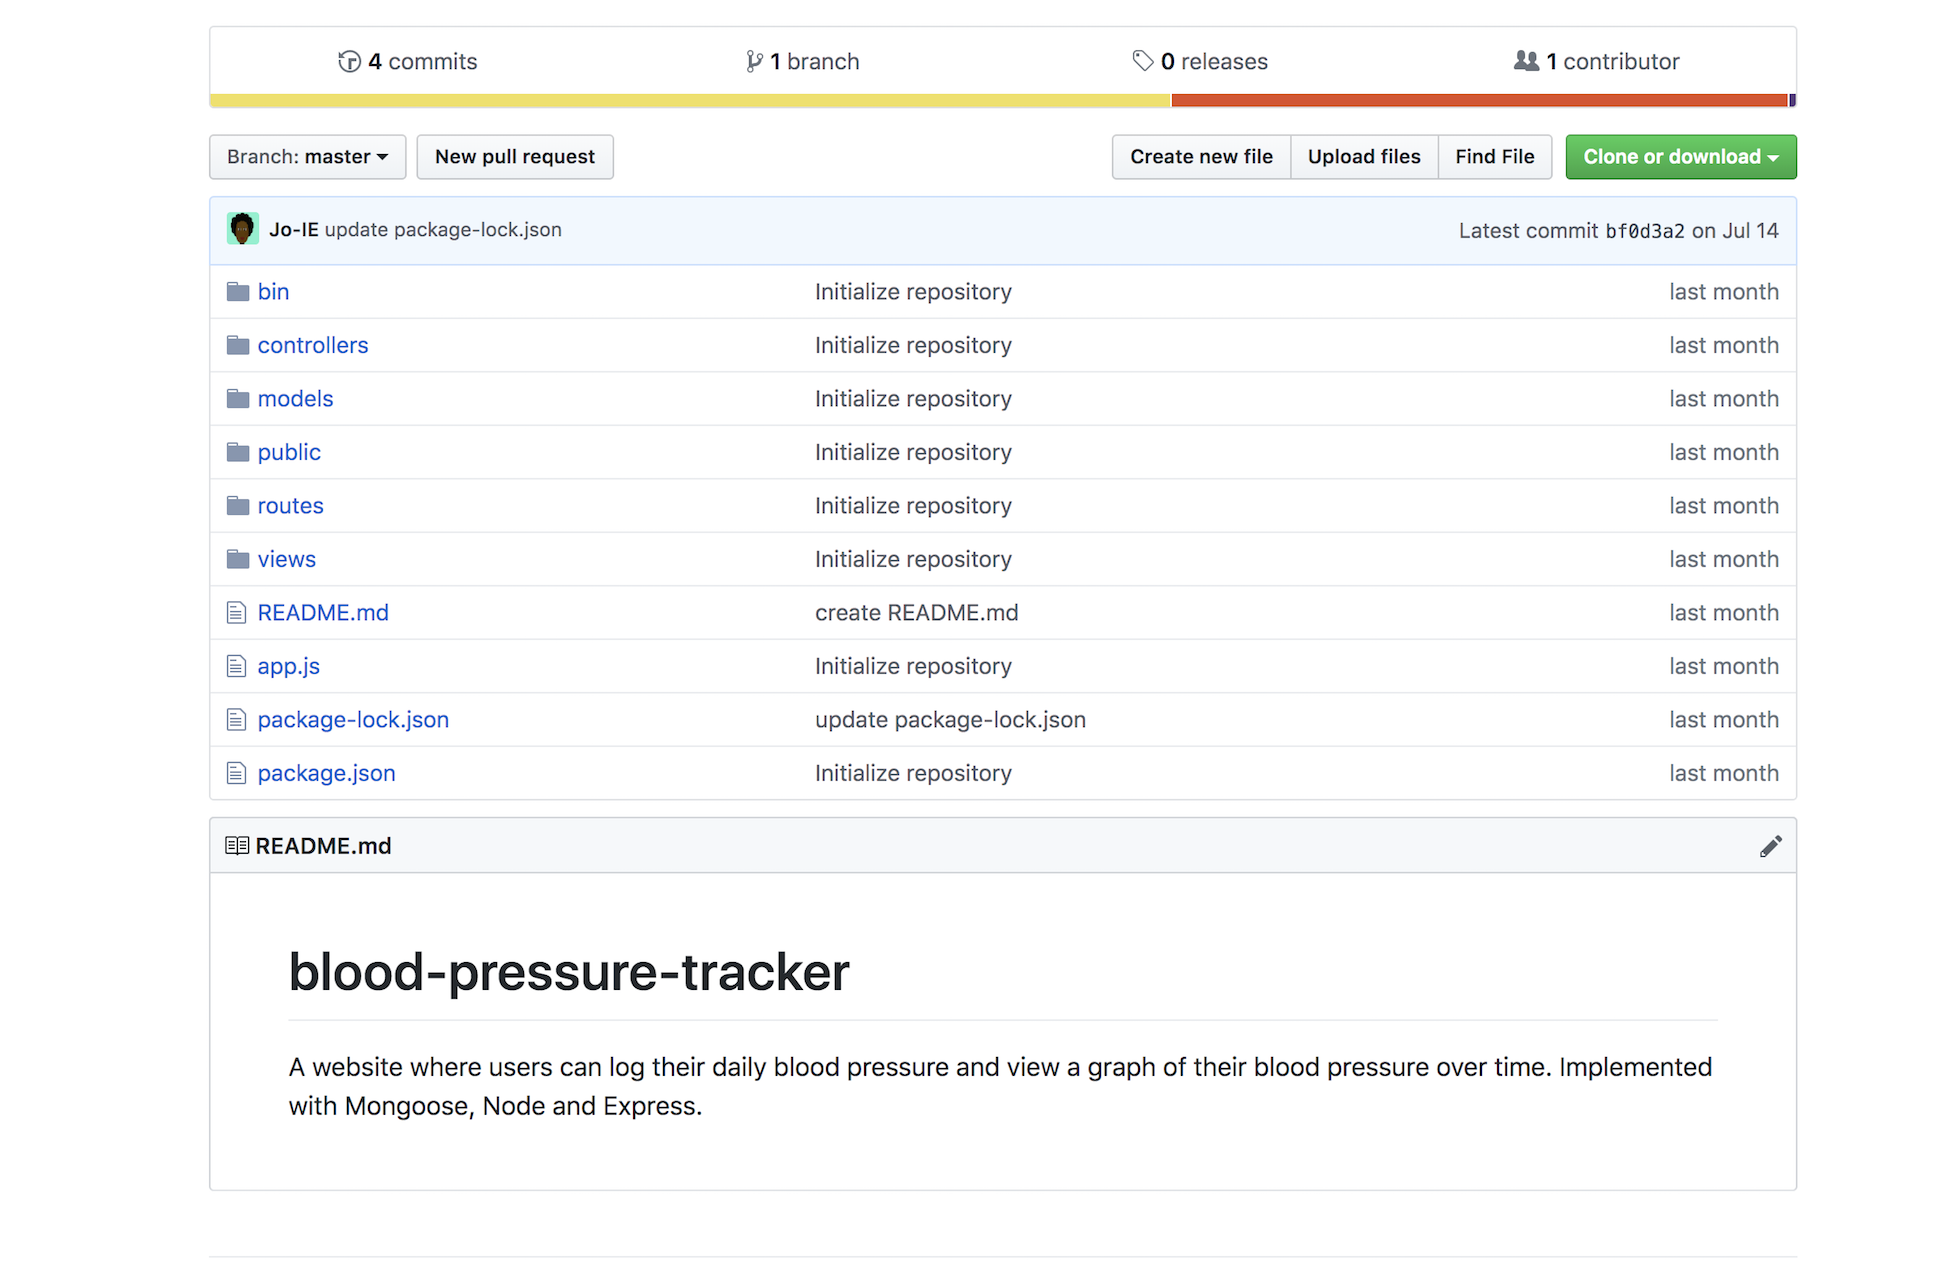 4 commits 1 branch 0 releases 1 contributor
Branch: master New pull request Create new file Upload files Find File Clone or download
Jo-IE update package-lock.json Latest commit bf0d3a2 on Jul 14
bin Initialize repository last month
controllers Initialize repository last month
models Initialize repository last month
public Initialize repository last month
routes Initialize repository last month
views Initialize repository last month
README.md create README.md last month
app.js Initialize repository last month
package-lock.json update package-lock.json last month
package.json Initialize repository last month
README.md
blood-pressure-tracker
A website where users can log their daily blood pressure and view a graph of their blood pressure over time. Implemented
with Mongoose, Node and Express.